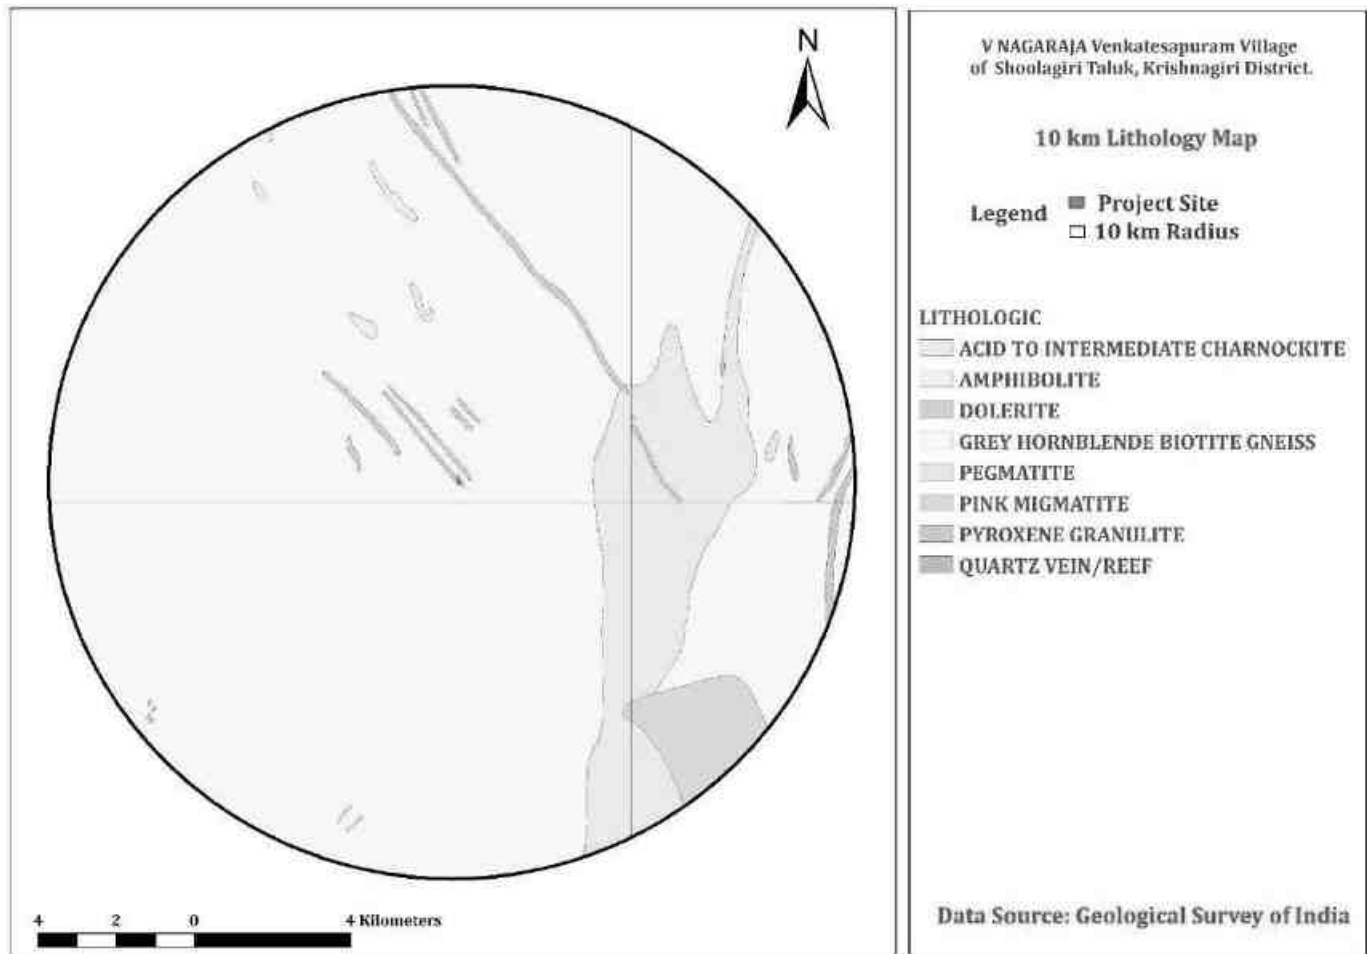 N
V NAGARAJA Venkatesapuram Village
of Shoolagiri Taluk, Krishnagiri District.
10 km Lithology Map
Legend
Project Site
10 km Radius
LITHOLOGIC
ACID TO INTERMEDIATE CHARNOCKITE
AMPHIBOLITE
DOLERITE
GREY HORNBLENDE BIOTITE GNEISS
PEGMATITE
PINK MIGMATITE
PYROXENE GRANULITE
QUARTZ VEIN/REEF
4 2 0 4 Kilometers
Data Source: Geological Survey of India